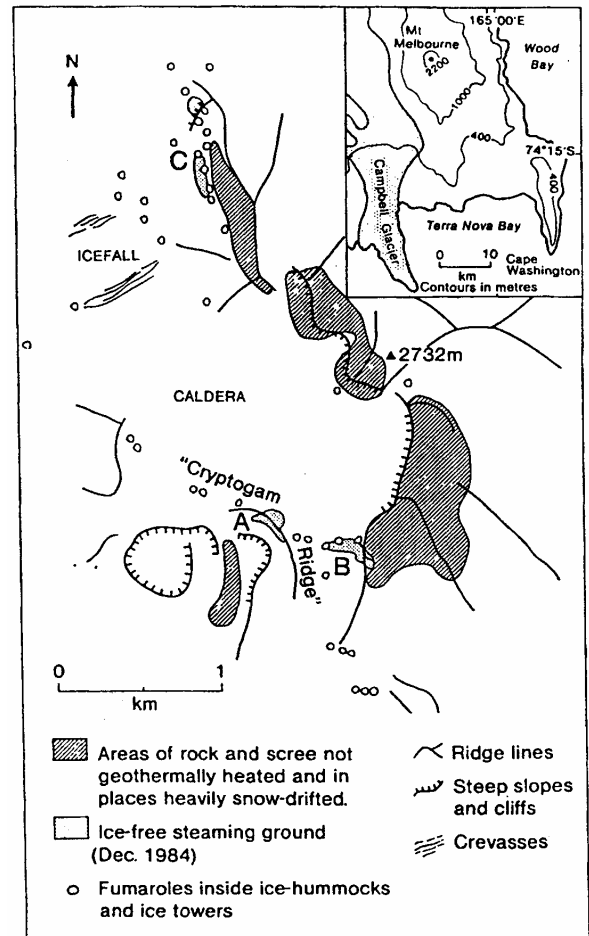 165°00'E
Mt
Melbourne
Wood
Bay
2200
1000
400
74°15'S
400
Campbell
Glacier
Terra Nova Bay
0 10
km
Cape
Washington
Contours in metres
N
C
ICEFALL
▲2732m
CALDERA
"Cryptogam
Ridge"
A
B
0 1
km
Areas of rock and scree not
geothermally heated and in
places heavily snow-drifted.
Ice-free steaming ground
(Dec. 1984)
Fumaroles inside ice-hummocks
and ice towers
Ridge lines
Steep slopes
and cliffs
Crevasses